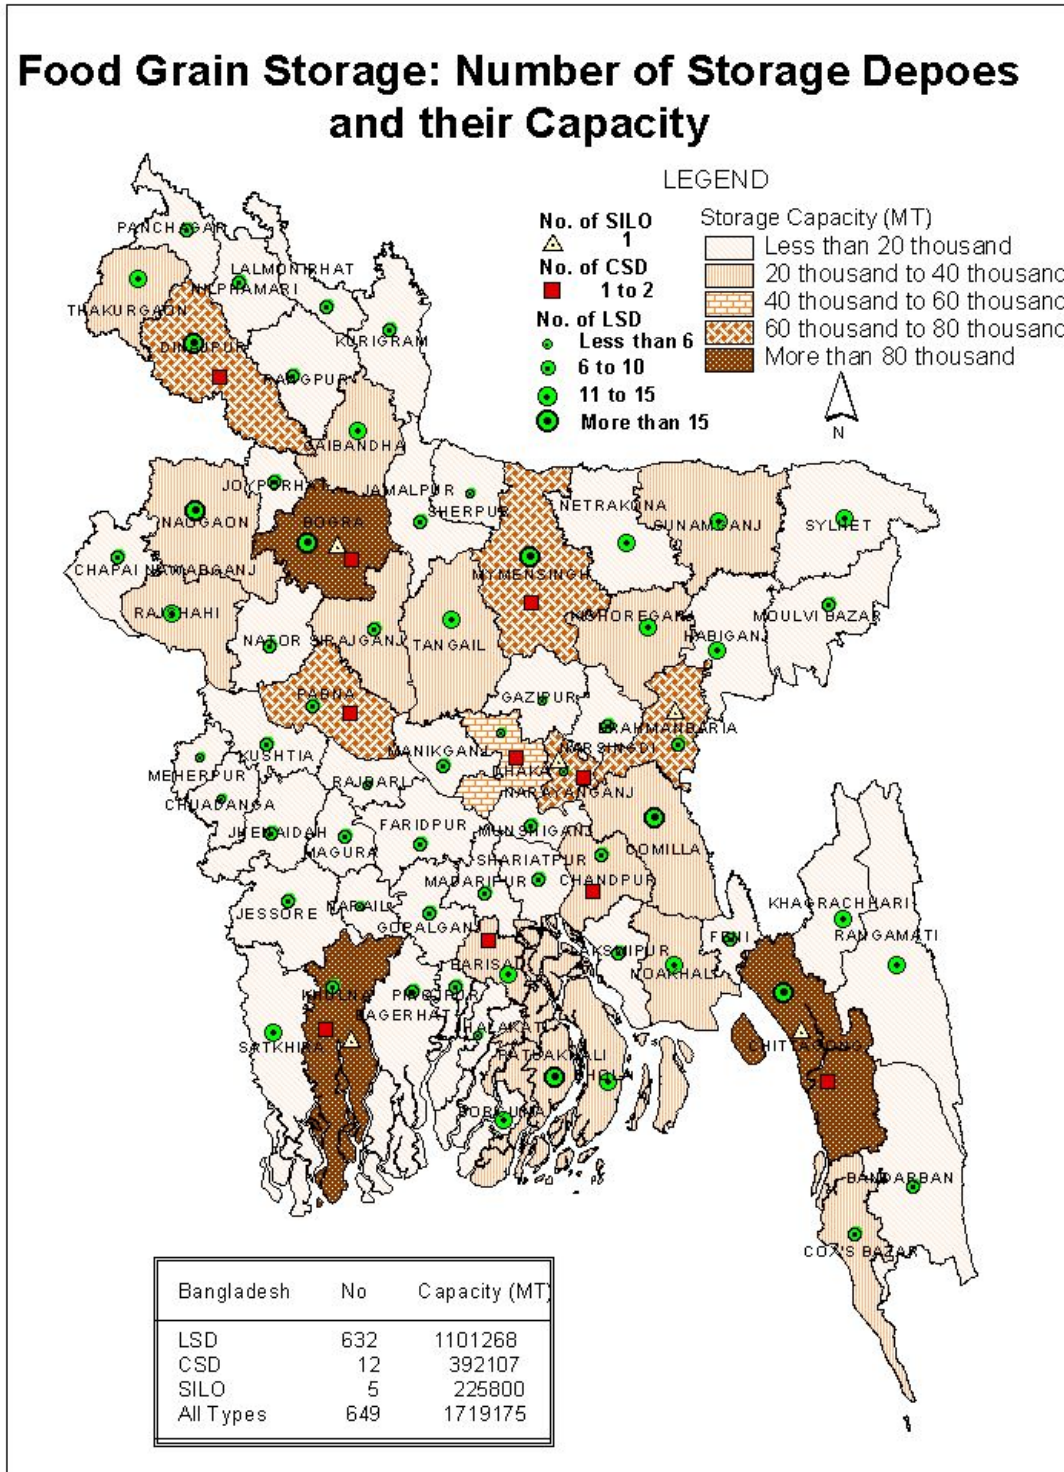 Food Grain Storage: Number of Storage Depoes
and their Capacity
LEGEND
No. of SILO
1
No. of CSD
1 to 2
No. of LSD
Less than 6
6 to 10
11 to 15
More than 15
Storage Capacity (MT)
Less than 20 thousand
20 thousand to 40 thousand
40 thousand to 60 thousand
60 thousand to 80 thousand
More than 80 thousand
N
PANCHAGAR
LALMONIRHAT
NILPHAMARI
THAKURGAON
DINAJPUR
KURIGRAM
RANGPUR
GAIBANDHA
JOYPORHAT
JAMALPUR
SHERPUR
NETRAKONA
SUNAMGANJ
SYLHET
NAOGAON
BOGRA
CHAPAI NAWABGANJ
MYMENSINGH
RAJSHAHI
KISHOREGANJ
MOULVI BAZAR
HABIGANJ
NATOR
SIRAJGANJ
TANGAIL
PABNA
GAZIPUR
BRAHMANBARIA
NARSINGDI
KUSHTIA
MANIKGANJ
MEHERPUR
DHAKA
RAJBARI
NARAYANGANJ
CHUADANGA
JHENAIDAH
FARIDPUR
MUNSHIGANJ
MAGURA
COMILLA
SHARIATPUR
MADARIPUR
CHANDPUR
JESSORE
NARAIL
GOPALGANJ
KHAGRACHHARI
RANGAMATI
FENI
LAKSMIPUR
NOAKHALI
BARISAL
KHULNA
PIROJPUR
BAGERHAT
JHALAKATI
SATKHIRA
CHITTAGONG
PATUAKHALI
BHOLA
BORGUNA
BANDARBAN
COX'S BAZAR
Bangladesh No Capacity (MT)
LSD 632 1101268
CSD 12 392107
SILO 5 225800
All Types 649 1719175